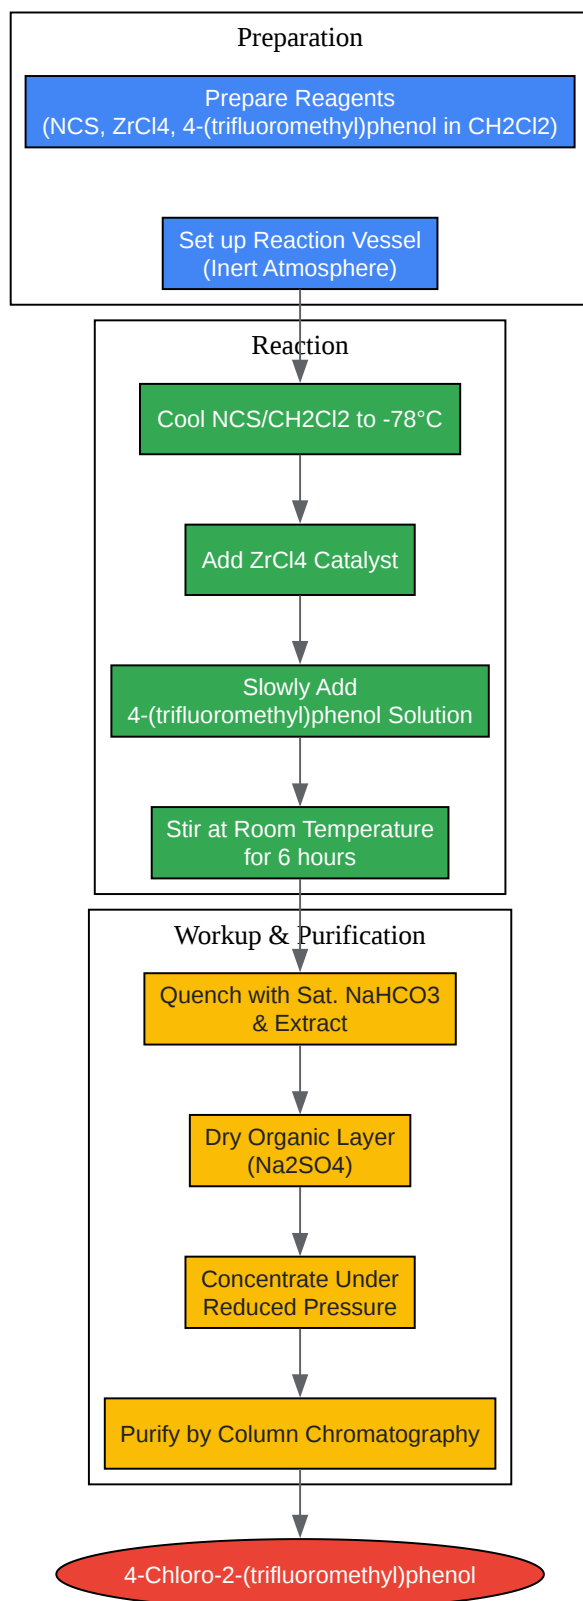 Preparation
Prepare Reagents
(NCS, ZrCl4, 4-(trifluoromethyl)phenol in CH2Cl2)
Set up Reaction Vessel
(Inert Atmosphere)
Reaction
Cool NCS/CH2Cl2 to -78°C
Add ZrCl4 Catalyst
Slowly Add
4-(trifluoromethyl)phenol Solution
Stir at Room Temperature
for 6 hours
Workup & Purification
Quench with Sat. NaHCO3
& Extract
Dry Organic Layer
(Na2SO4)
Concentrate Under
Reduced Pressure
Purify by Column Chromatography
4-Chloro-2-(trifluoromethyl)phenol